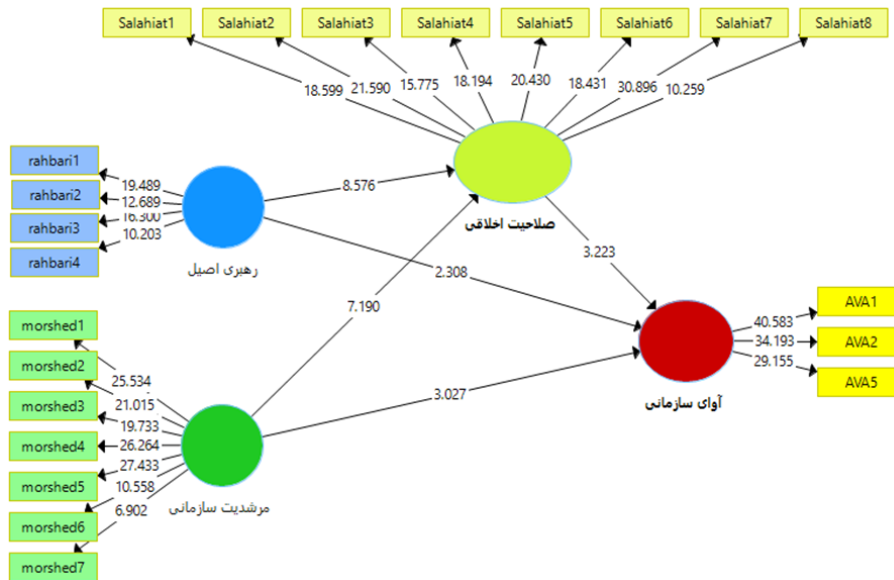 Salahiat1 Salahiat2 Salahiat3 Salahiat4 Salahiat5 Salahiat6 Salahiat7 Salahiat8
18.599 21.590 15.775 18.194 20.430 18.431 30.896 10.259
rahbari1
rahbari2
rahbari3
rahbari4
19.489
12.689
16.300
10.203
رهبری اصیل
8.576
صلاحیت اخلاقی
3.223
2.308
7.190
3.027
morshed1
morshed2
morshed3
morshed4
morshed5
morshed6
morshed7
25.534
21.015
19.733
26.264
27.433
10.558
6.902
مرشدیت سازمانی
40.583
34.193
29.155
AVA1
AVA2
AVA5
آوای سازمانی